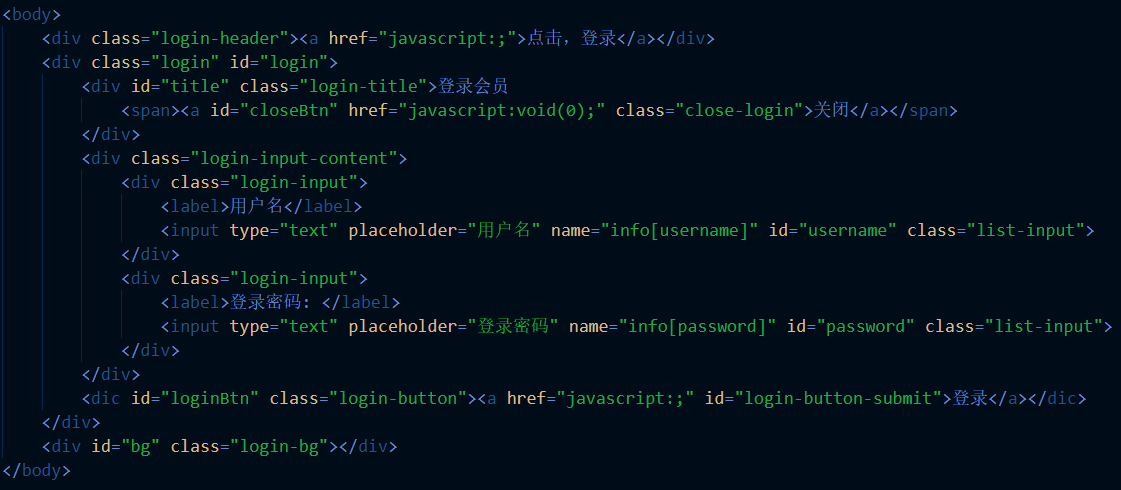 <body>
<div class="login-header"><a href="javascript:;">点击，登录</a></div>
<div class="login" id="login">
<div id="title" class="login-title">登录会员
<span><a id="closeBtn" href="javascript:void(0);" class="close-login">关闭</a></span>
</div>
<div class="login-input-content">
<div class="login-input">
<label>用户名</label>
<input type="text" placeholder="用户名" name="info[username]" id="username" class="list-input">
</div>
<div class="login-input">
<label>登录密码: </label>
<input type="text" placeholder="登录密码" name="info[password]" id="password" class="list-input">
</div>
</div>
<dic id="loginBtn" class="login-button"><a href="javascript:;" id="login-button-submit">登录</a></dic>
</div>
<div id="bg" class="login-bg"></div>
</body>